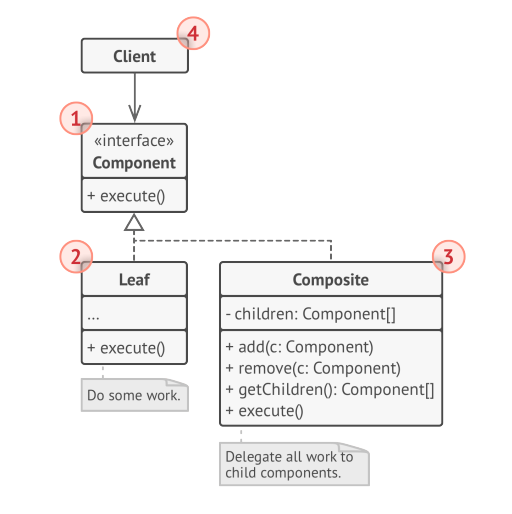 4
Client
1
«interface»
Component
+ execute()
2
Leaf
...
+ execute()
Do some work.
3
Composite
- children: Component[]
+ add(c: Component)
+ remove(c: Component)
+ getChildren(): Component[]
+ execute()
Delegate all work to
child components.